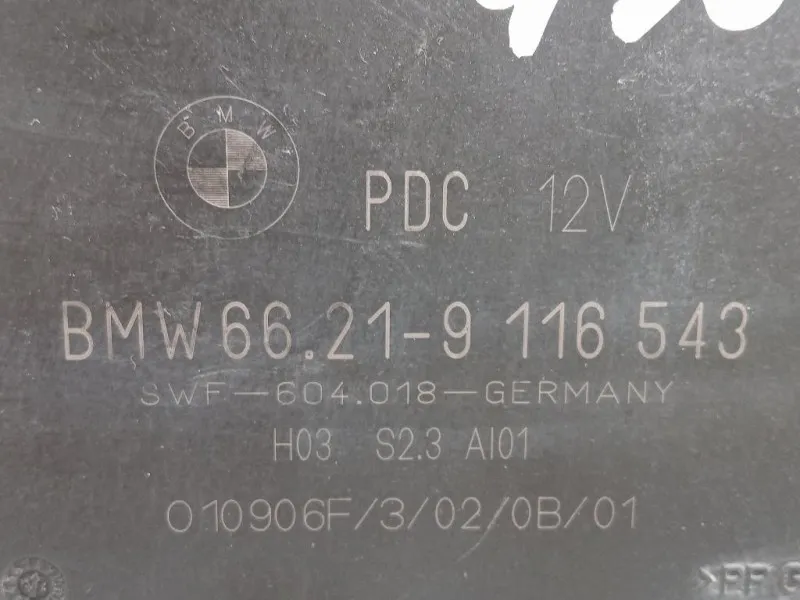 BMW
PDC 12V
BMW 66.21-9 116 543
SWF-604.018-GERMANY
H03 S2.3 AI01
010906F/3/02/0B/01